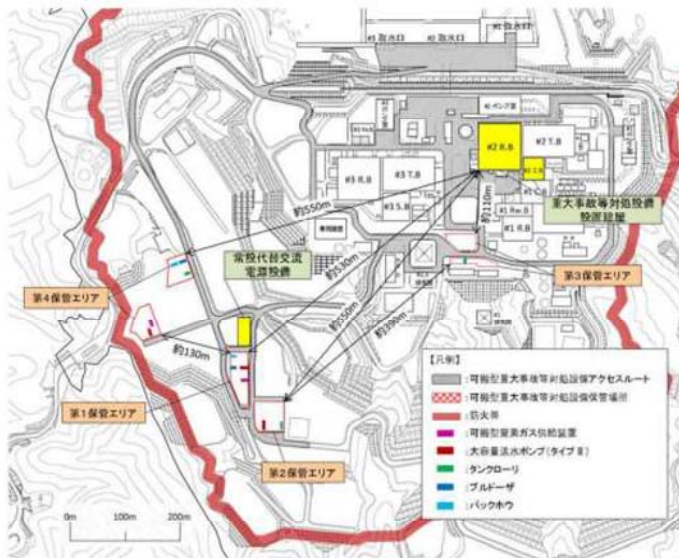 #1 取水口
#2 取水口
#1 放水口
#2 R.B
#2 T.B
#3 R.B
#3 T.B
#3 S.B
#1 R.B
約550m
約110m
重大事故等対処設備
設置建屋
常設代替交流
電源設備
約530m
第3保管エリア
第4保管エリア
約550m
約390m
約130m
第1保管エリア
第2保管エリア
【凡例】
:可搬型重大事故等対処設備アクセスルート
:可搬型重大事故等対処設備保管場所
:防火帯
:可搬型窒素ガス供給装置
:大容量送水ポンプ(タイプⅡ)
:タンクローリ
:ブルドーザ
:バックホウ
0m 100m 200m